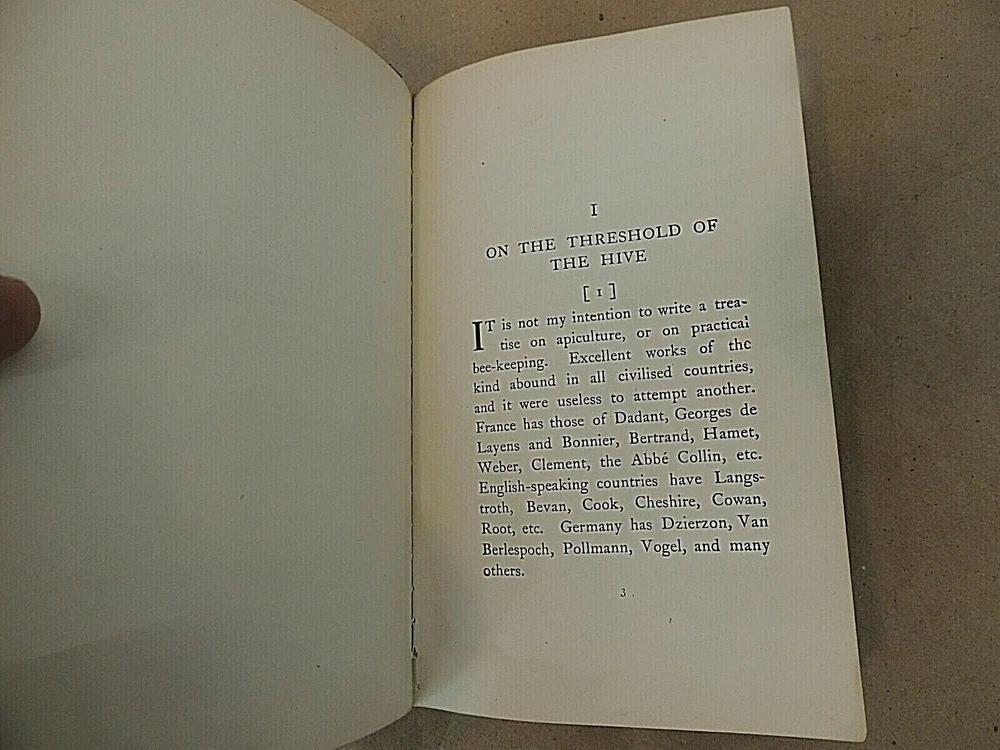 I
ON THE THRESHOLD OF
THE HIVE
[ 1 ]
IT is not my intention to write a trea-
tise on apiculture, or on practical
bee-keeping. Excellent works of the
kind abound in all civilised countries,
and it were useless to attempt another.
France has those of Dadant, Georges de
Layens and Bonnier, Bertrand, Hamet,
Weber, Clement, the Abbé Collin, etc.
English-speaking countries have Langs-
troth, Bevan, Cook, Cheshire, Cowan,
Root, etc. Germany has Dzierzon, Van
Berlespoch, Pollmann, Vogel, and many
others.
3